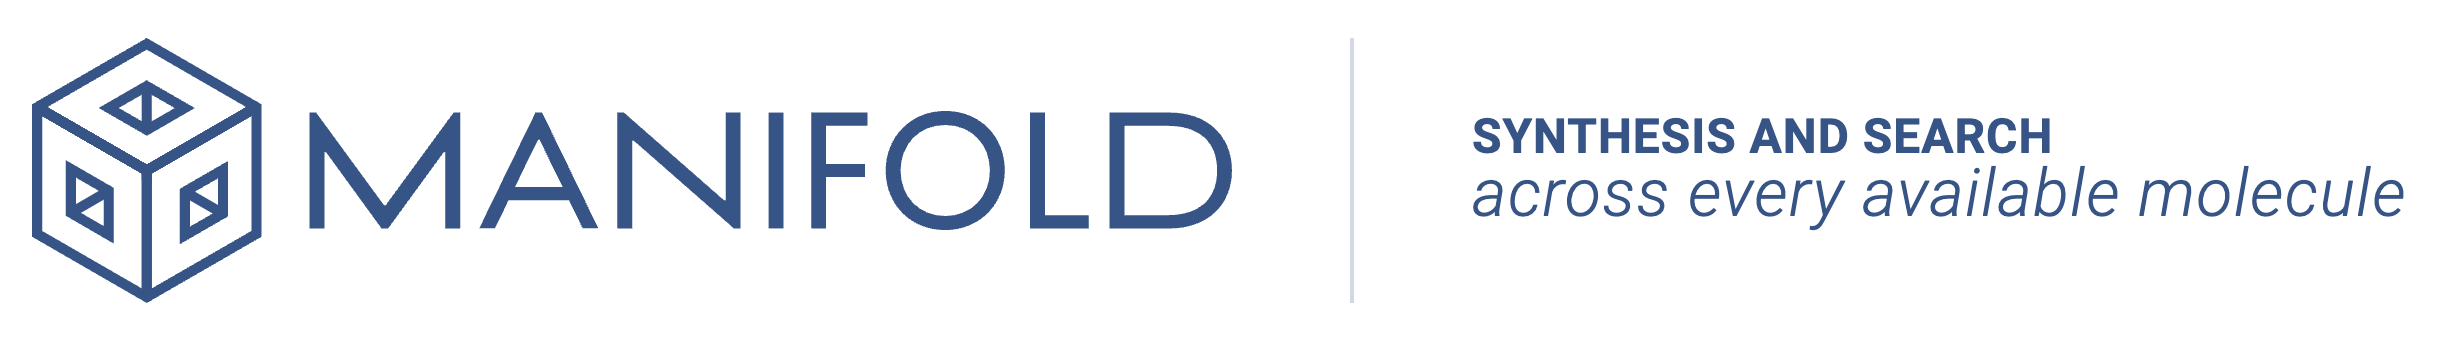 MANIFOLD
SYNTHESIS AND SEARCH
across every available molecule